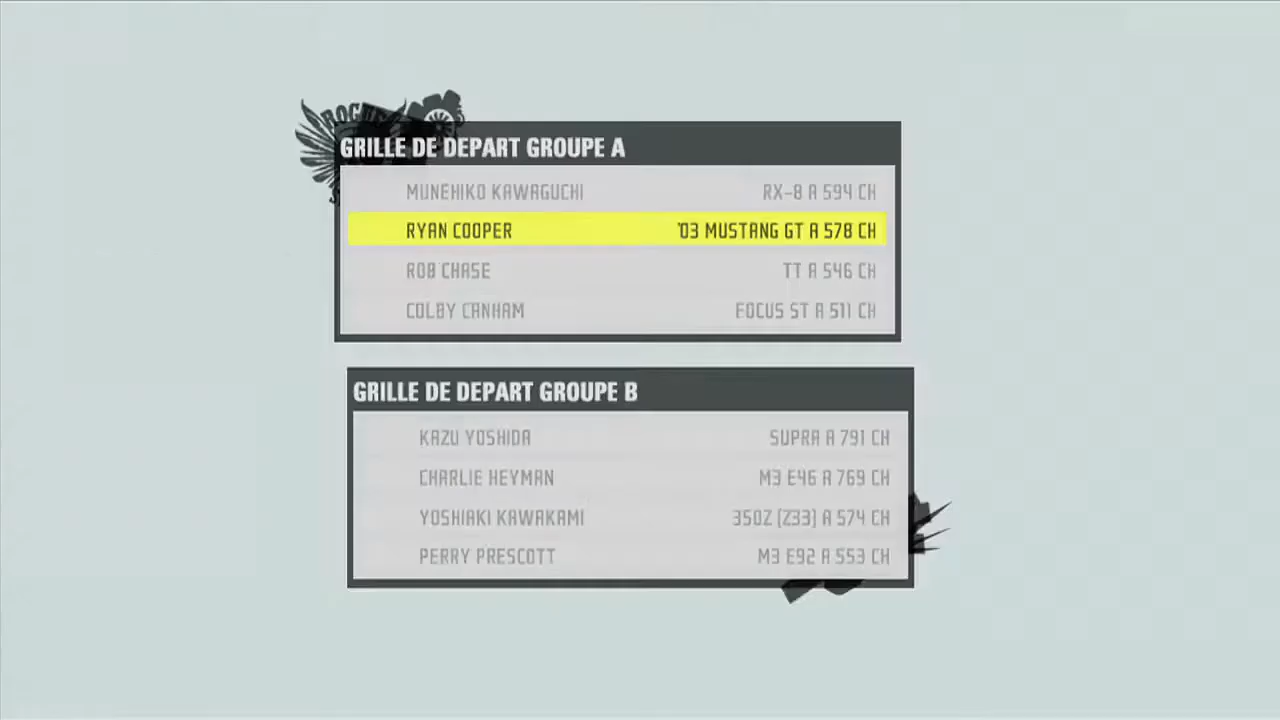 ROGUE
GRILLE DE DEPART GROUPE A
MUNEHIKO KAWAGUCHI RX-8 A 594 CH
RYAN COOPER '03 MUSTANG GT A 578 CH
ROB CHASE TT A 546 CH
COLBY CANHAM FOCUS ST A 511 CH
GRILLE DE DEPART GROUPE B
KAZU YOSHIDA SUPRA A 791 CH
CHARLIE HEYMAN M3 E46 A 769 CH
YOSHIAKI KAWAKAMI 350Z (Z33) A 574 CH
PERRY PRESCOTT M3 E92 A 553 CH